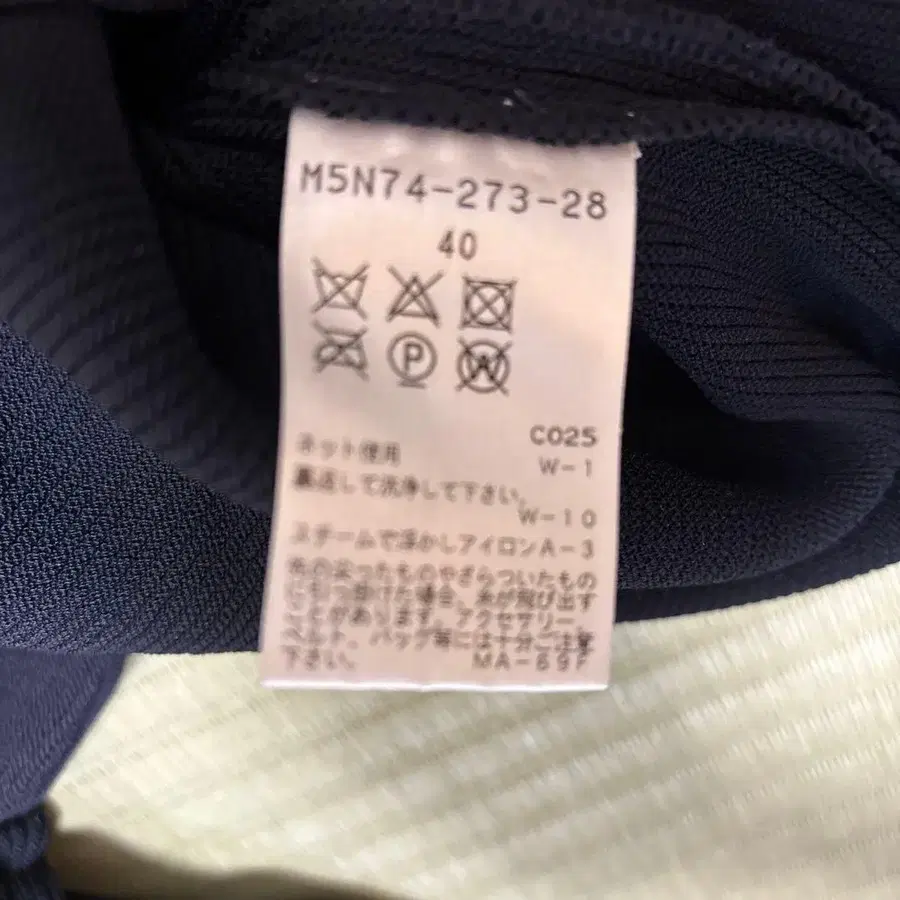 M5N74-273-28
40
P
W
C025
ネット使用
W-1
裏返しで洗浄して下さい。
W-10
スチームで浮かしアイロンA-3
先の尖ったものやざらついたもの
に引っ掛けた場合、糸が飛び出す
ことがあります。アクセサリー、
ベルト、バッグ等には十分ご注意
下さい。 MA-69F